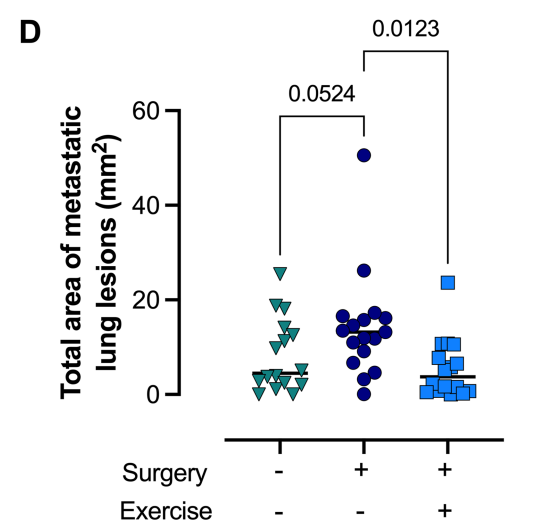 D
0.0123
0.0524
Total area of metastatic
lung lesions (mm²)
60
40
20
0
Surgery - + +
Exercise - - +